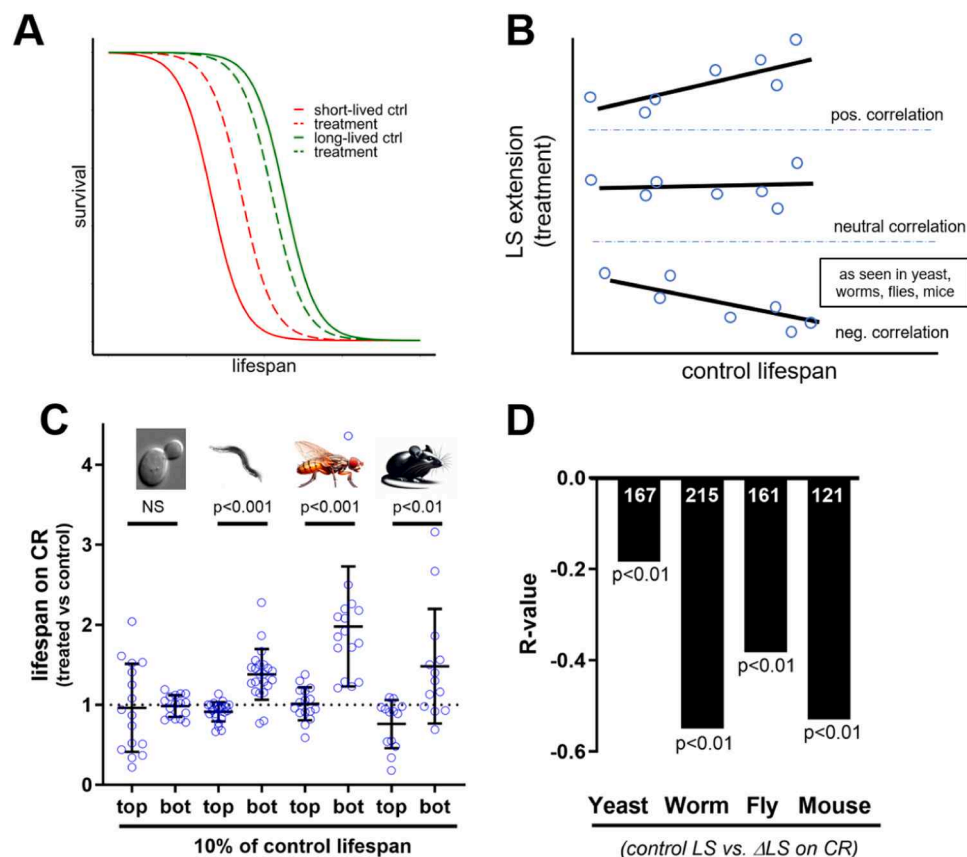 A
survival
short-lived ctrl
treatment
long-lived ctrl
treatment
lifespan
B
LS extension
(treatment)
pos. correlation
neutral correlation
as seen in yeast,
worms, flies, mice
neg. correlation
control lifespan
C
lifespan on CR
(treated vs control)
4
3
2
1
0
NS
p<0.001
p<0.001
p<0.01
top bot top bot top bot top bot
10% of control lifespan
D
R-value
0.0
-0.2
-0.4
-0.6
167 215 161 121
p<0.01
p<0.01
p<0.01
p<0.01
Yeast Worm Fly Mouse
(control LS vs. ΔLS on CR)